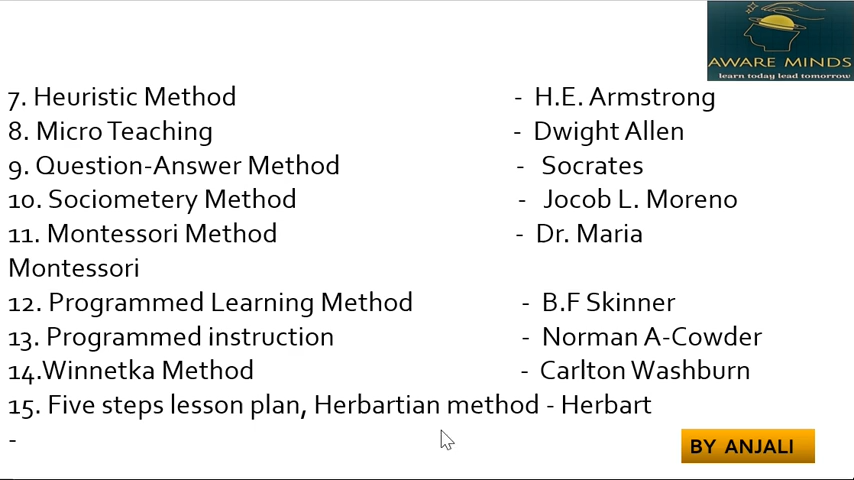 AWARE MINDS
learn today lead tomorrow
7. Heuristic Method - H.E. Armstrong
8. Micro Teaching - Dwight Allen
9. Question-Answer Method - Socrates
10. Sociometery Method - Jocob L. Moreno
11. Montessori Method - Dr. Maria
Montessori
12. Programmed Learning Method - B.F Skinner
13. Programmed instruction - Norman A-Cowder
14.Winnetka Method - Carlton Washburn
15. Five steps lesson plan, Herbartian method - Herbart
-
BY ANJALI